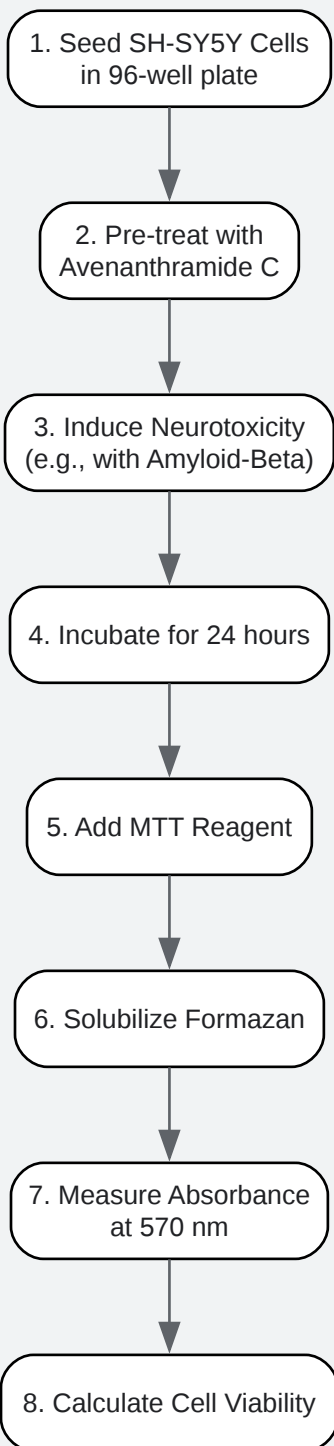 1. Seed SH-SY5Y Cells
in 96-well plate
2. Pre-treat with
Avenanthramide C
3. Induce Neurotoxicity
(e.g., with Amyloid-Beta)
4. Incubate for 24 hours
5. Add MTT Reagent
6. Solubilize Formazan
7. Measure Absorbance
at 570 nm
8. Calculate Cell Viability